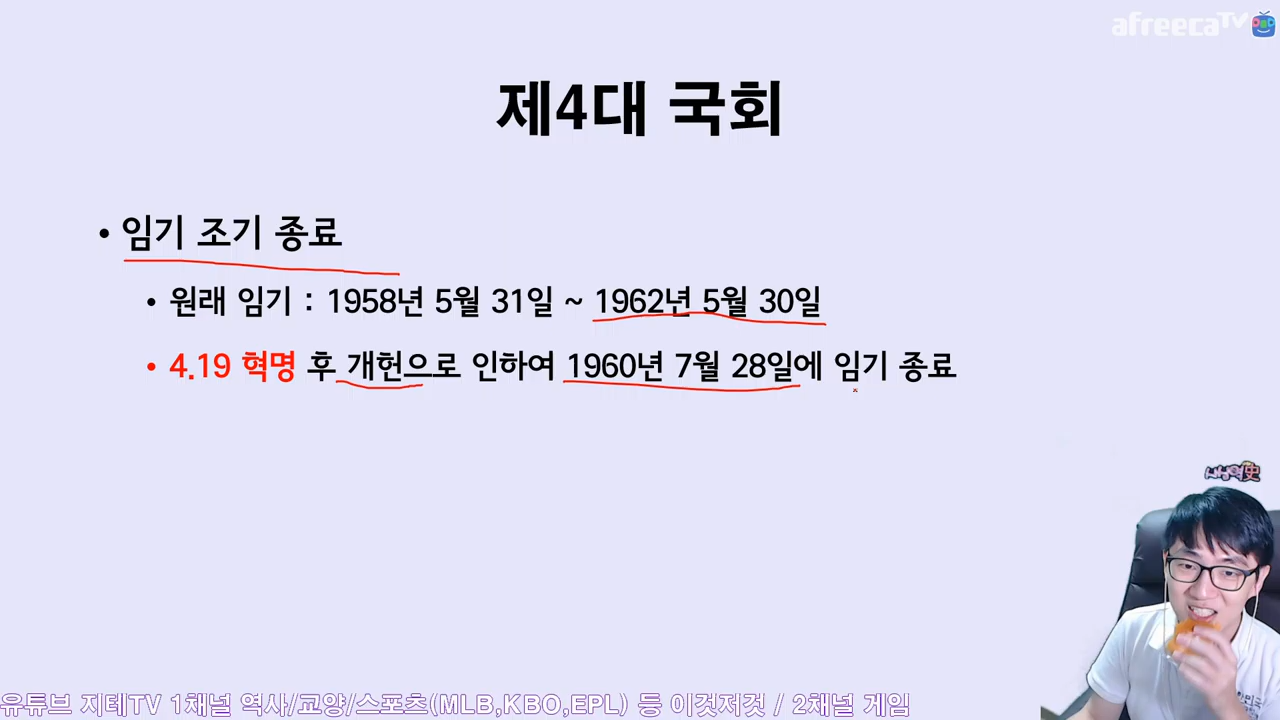 afreecaTV
제4대 국회
• 임기 조기 종료
• 원래 임기 : 1958년 5월 31일 ~ 1962년 5월 30일
• 4.19 혁명 후 개헌으로 인하여 1960년 7월 28일에 임기 종료
유튜브 지테TV 1채널 역사/교양/스포츠(MLB,KBO,EPL) 등 이것저것 / 2채널 게임